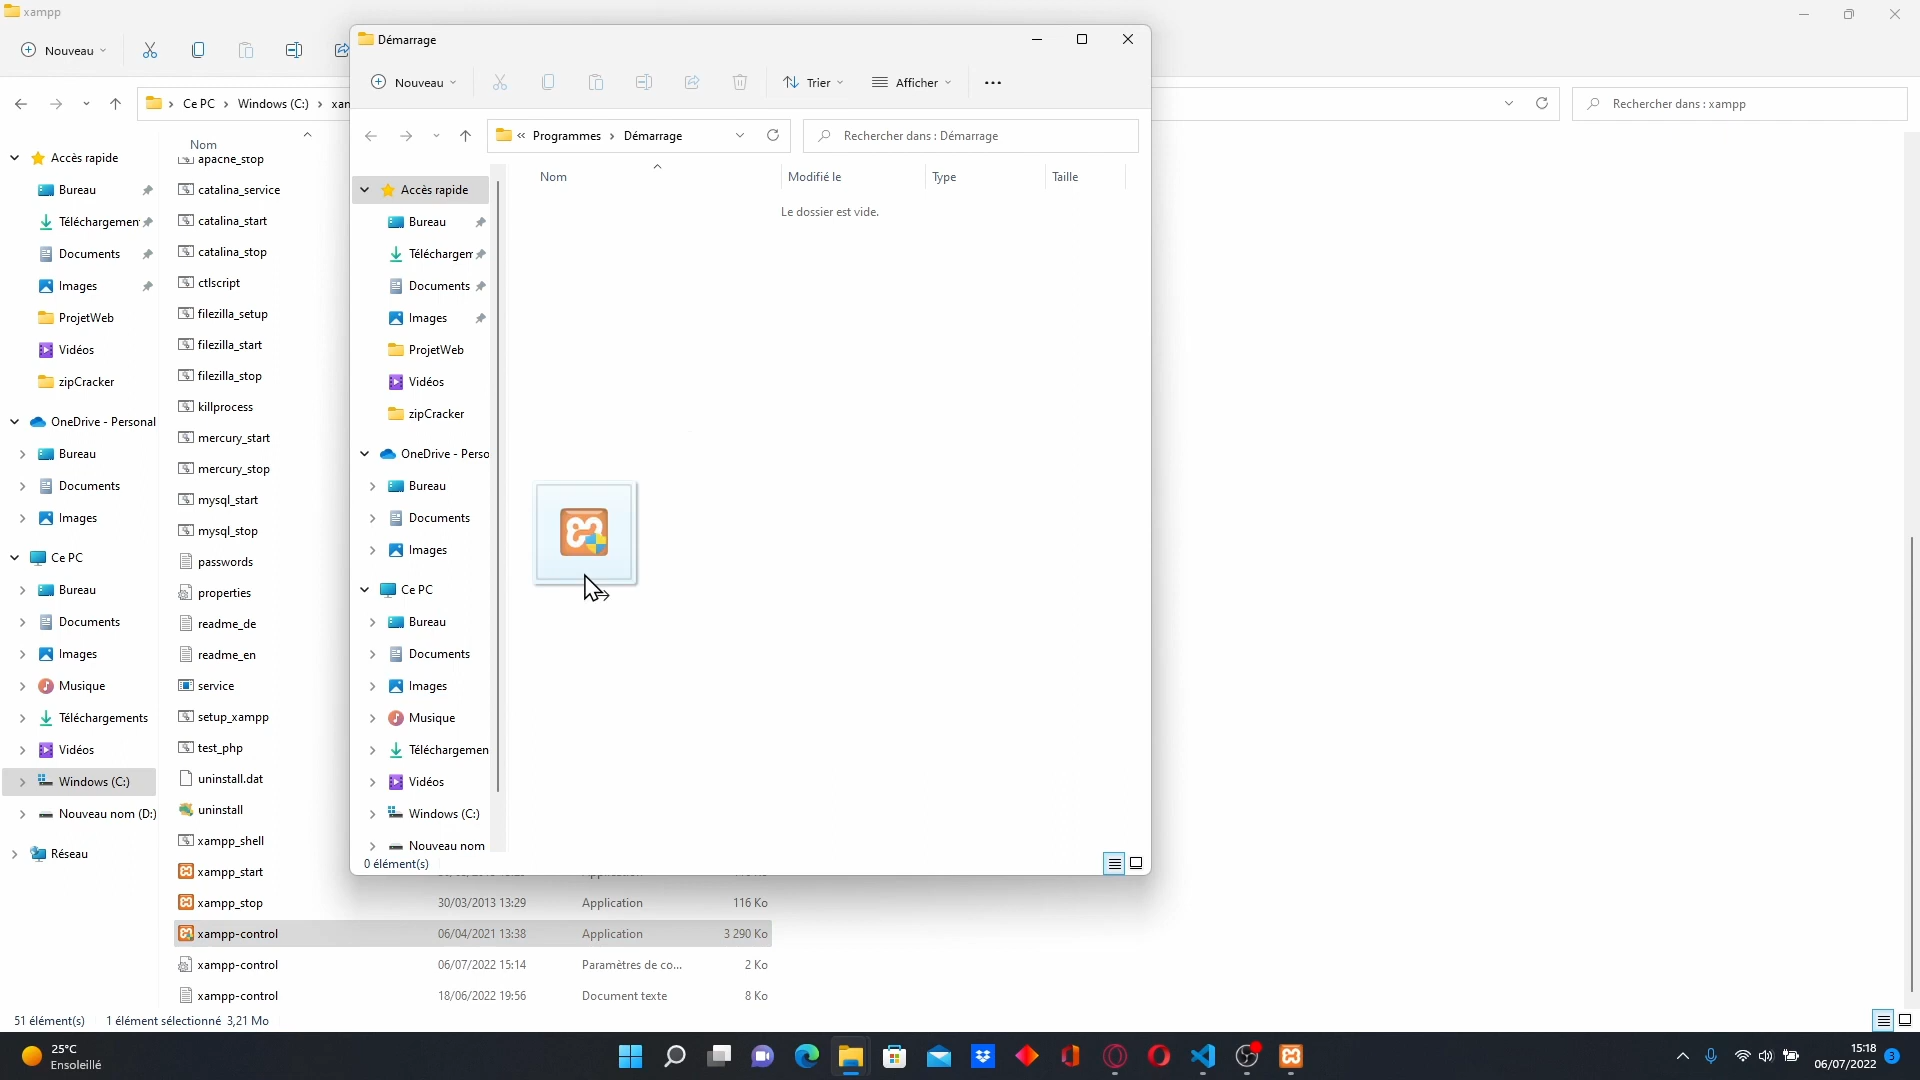 xampp
Nouveau
Ce PC
Windows (C:)
xan
Rechercher dans : xampp
Accès rapide
Bureau
Téléchargemen
Documents
Images
ProjetWeb
Vidéos
zipCracker
OneDrive - Personal
Bureau
Documents
Images
Ce PC
Bureau
Documents
Images
Musique
Téléchargements
Vidéos
Windows (C:)
Nouveau nom (D:)
Réseau
Nom
apache_stop
catalina_service
catalina_start
catalina_stop
ctlscript
filezilla_setup
filezilla_start
filezilla_stop
killprocess
mercury_start
mercury_stop
mysql_start
mysql_stop
passwords
properties
readme_de
readme_en
service
setup_xampp
test_php
uninstall.dat
uninstall
xampp_shell
xampp_start
xampp_stop 30/03/2013 13:29 Application 116 Ko
xampp-control 06/04/2021 13:38 Application 3 290 Ko
xampp-control 06/07/2022 15:14 Paramètres de co... 2 Ko
xampp-control 18/06/2022 19:56 Document texte 8 Ko
51 élément(s) 1 élément sélectionné 3,21 Mo
Démarrage
Nouveau
Trier
Afficher
« Programmes > Démarrage
Rechercher dans : Démarrage
Nom Modifié le Type Taille
Le dossier est vide.
Accès rapide
Bureau
Téléchargem
Documents
Images
ProjetWeb
Vidéos
zipCracker
OneDrive - Perso
Bureau
Documents
Images
Ce PC
Bureau
Documents
Images
Musique
Téléchargemen
Vidéos
Windows (C:)
Nouveau nom
0 élément(s)
25°C
Ensoleillé
15:18
06/07/2022
3